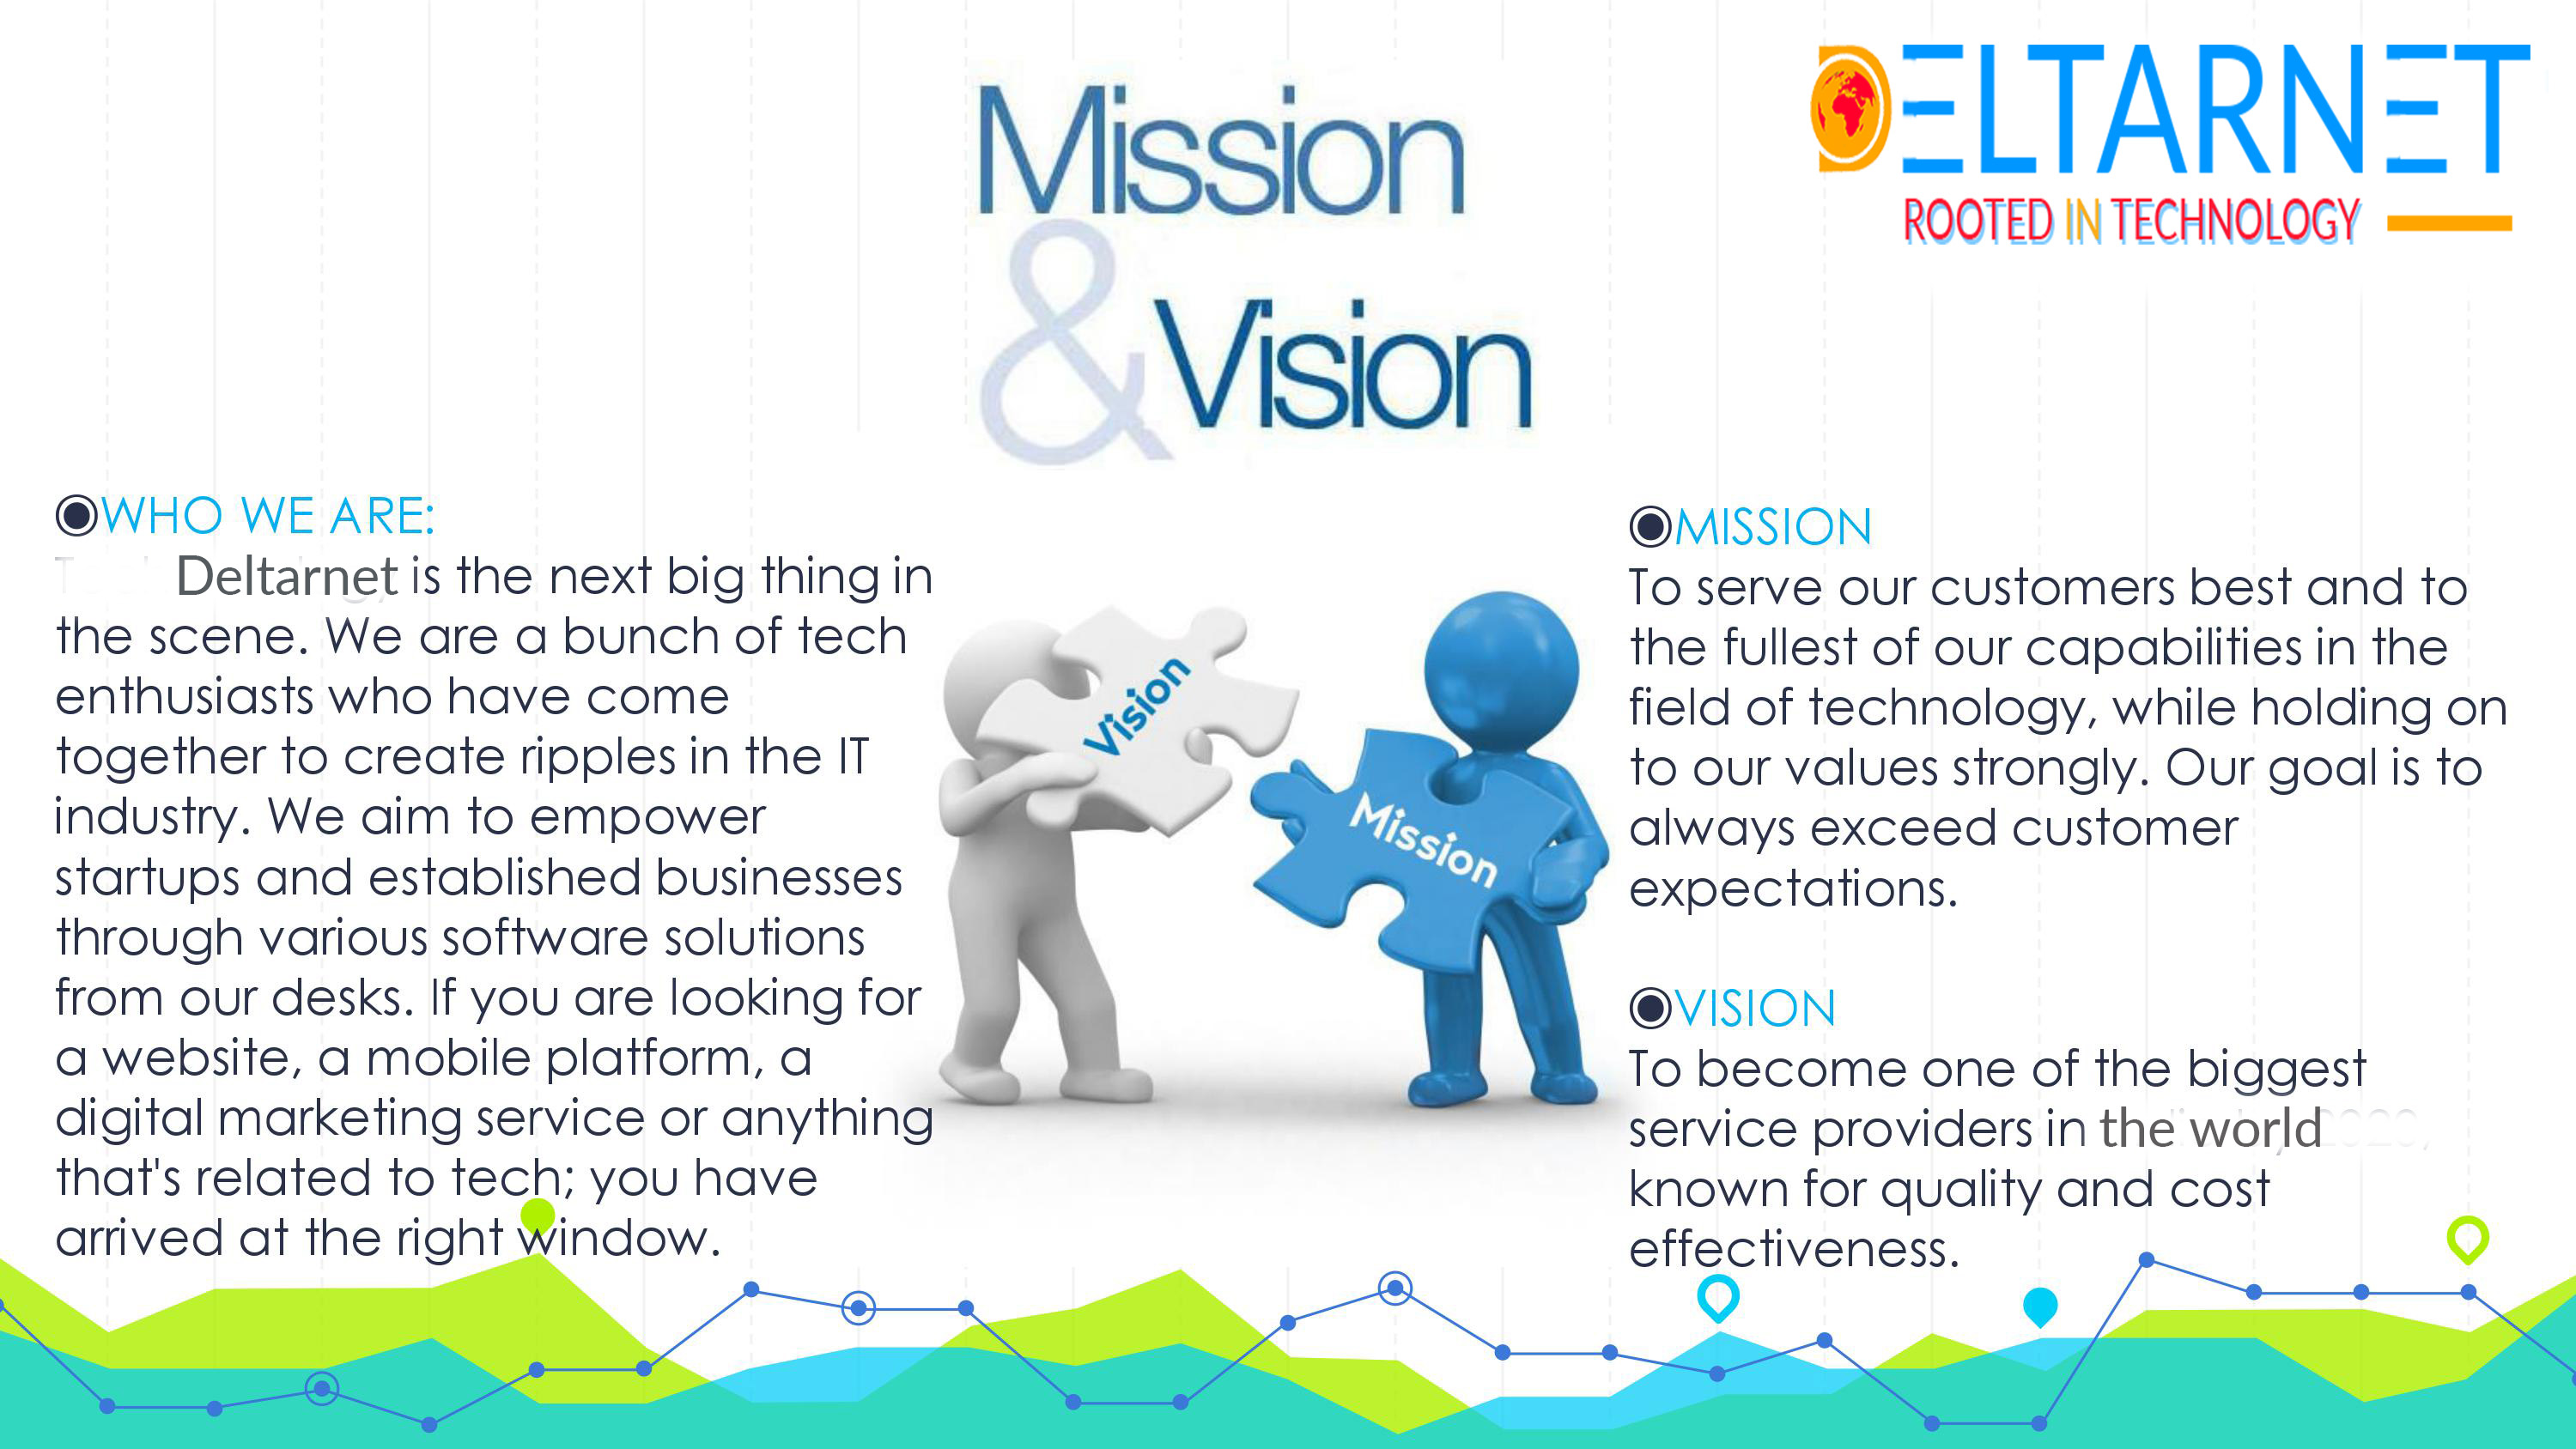 Mission
& Vision
DELTARNET
ROOTED IN TECHNOLOGY
◉WHO WE ARE:
Deltarnet is the next big thing in
the scene. We are a bunch of tech
enthusiasts who have come
together to create ripples in the IT
industry. We aim to empower
startups and established businesses
through various software solutions
from our desks. If you are looking for
a website, a mobile platform, a
digital marketing service or anything
that's related to tech; you have
arrived at the right window.
Vision
Mission
◉MISSION
To serve our customers best and to
the fullest of our capabilities in the
field of technology, while holding on
to our values strongly. Our goal is to
always exceed customer
expectations.
◉VISION
To become one of the biggest
service providers in the world
known for quality and cost
effectiveness.